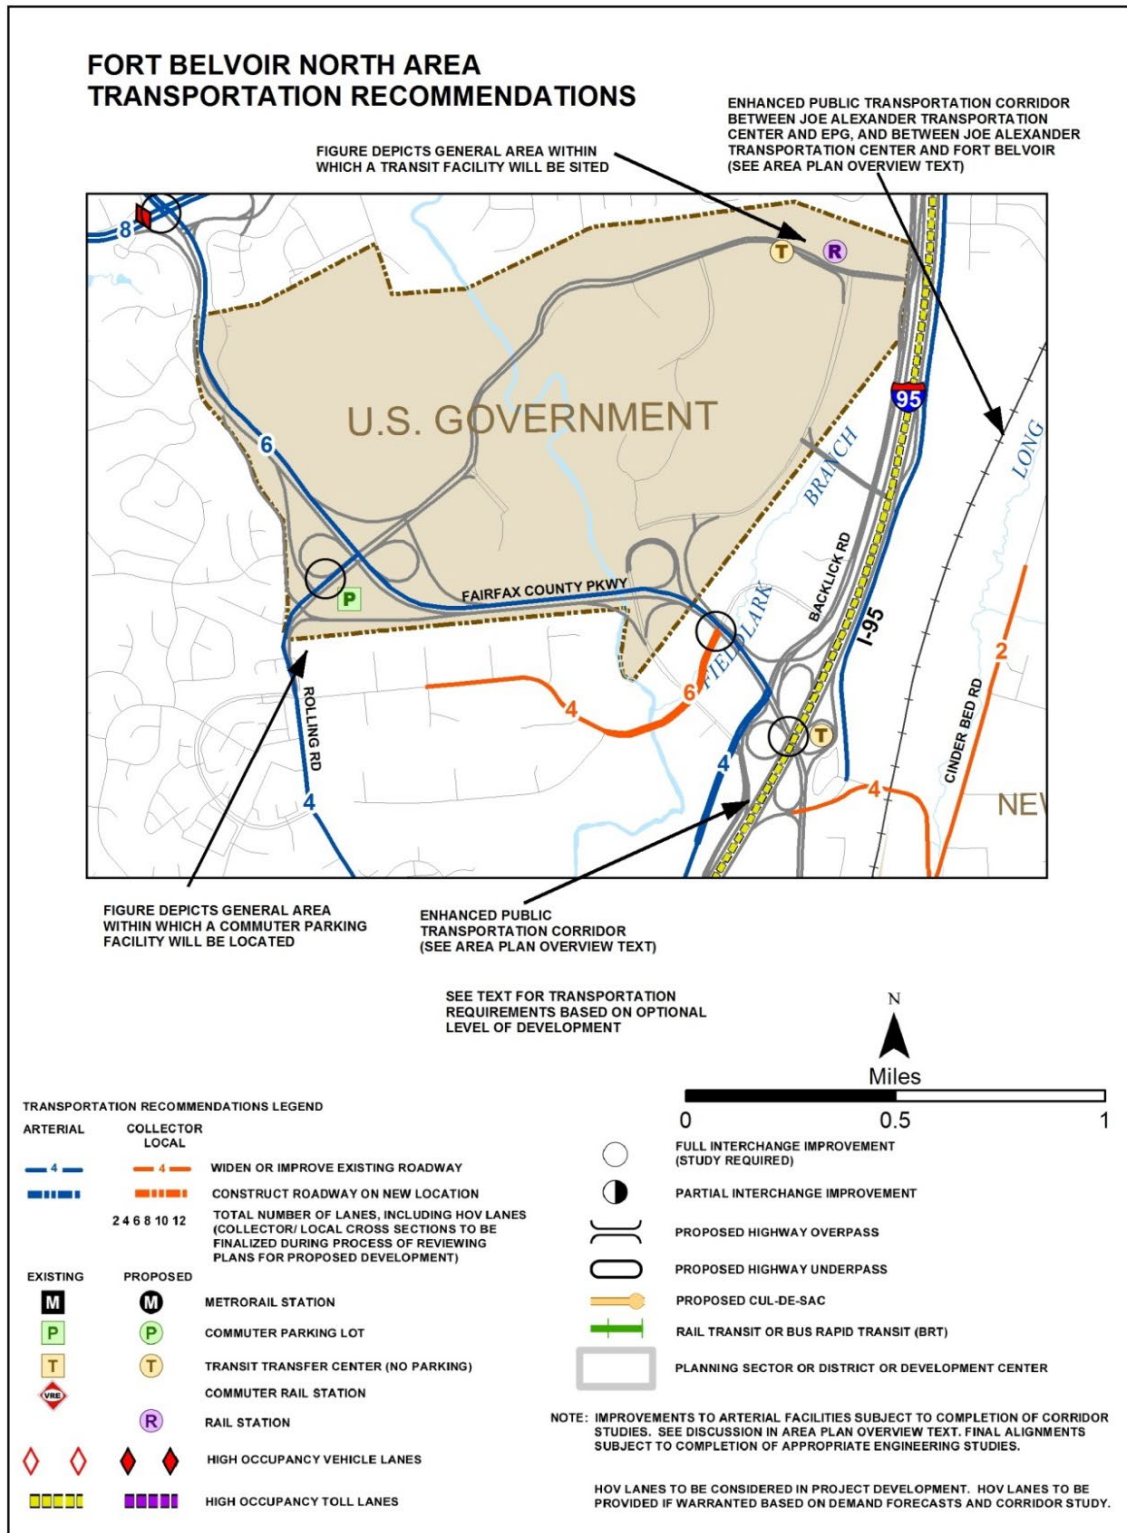 FORT BELVOIR NORTH AREA
TRANSPORTATION RECOMMENDATIONS
ENHANCED PUBLIC TRANSPORTATION CORRIDOR
BETWEEN JOE ALEXANDER TRANSPORTATION
CENTER AND EPG, AND BETWEEN JOE ALEXANDER
TRANSPORTATION CENTER AND FORT BELVOIR
(SEE AREA PLAN OVERVIEW TEXT)
FIGURE DEPICTS GENERAL AREA WITHIN
WHICH A TRANSIT FACILITY WILL BE SITED
8
T
R
95
U.S. GOVERNMENT
6
BRANCH
LONG
BACKLICK RD
FAIRFAX COUNTY PKWY
P
FIELDLARK
I-95
2
ROLLING RD
4
6
T
CINDER BED RD
4
4
4
NEW
FIGURE DEPICTS GENERAL AREA
WITHIN WHICH A COMMUTER PARKING
FACILITY WILL BE LOCATED
ENHANCED PUBLIC
TRANSPORTATION CORRIDOR
(SEE AREA PLAN OVERVIEW TEXT)
SEE TEXT FOR TRANSPORTATION
REQUIREMENTS BASED ON OPTIONAL
LEVEL OF DEVELOPMENT
N
Miles
0 0.5 1
TRANSPORTATION RECOMMENDATIONS LEGEND
ARTERIAL COLLECTOR
LOCAL
4 4 WIDEN OR IMPROVE EXISTING ROADWAY
CONSTRUCT ROADWAY ON NEW LOCATION
2 4 6 8 10 12 TOTAL NUMBER OF LANES, INCLUDING HOV LANES
(COLLECTOR/ LOCAL CROSS SECTIONS TO BE
FINALIZED DURING PROCESS OF REVIEWING
PLANS FOR PROPOSED DEVELOPMENT)
EXISTING PROPOSED
M M METRORAIL STATION
P P COMMUTER PARKING LOT
T T TRANSIT TRANSFER CENTER (NO PARKING)
VRE COMMUTER RAIL STATION
R RAIL STATION
HIGH OCCUPANCY VEHICLE LANES
HIGH OCCUPANCY TOLL LANES
FULL INTERCHANGE IMPROVEMENT
(STUDY REQUIRED)
PARTIAL INTERCHANGE IMPROVEMENT
PROPOSED HIGHWAY OVERPASS
PROPOSED HIGHWAY UNDERPASS
PROPOSED CUL-DE-SAC
RAIL TRANSIT OR BUS RAPID TRANSIT (BRT)
PLANNING SECTOR OR DISTRICT OR DEVELOPMENT CENTER
NOTE: IMPROVEMENTS TO ARTERIAL FACILITIES SUBJECT TO COMPLETION OF CORRIDOR
STUDIES. SEE DISCUSSION IN AREA PLAN OVERVIEW TEXT. FINAL ALIGNMENTS
SUBJECT TO COMPLETION OF APPROPRIATE ENGINEERING STUDIES.
HOV LANES TO BE CONSIDERED IN PROJECT DEVELOPMENT. HOV LANES TO BE
PROVIDED IF WARRANTED BASED ON DEMAND FORECASTS AND CORRIDOR STUDY.